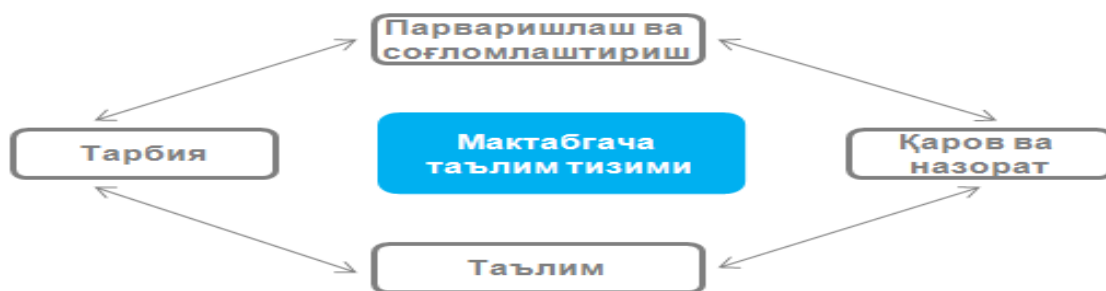 Парваришлаш ва
соғломлаштириш
Тарбия
Мактабгача
таълим тизими
Қаров ва
назорат
Таълим